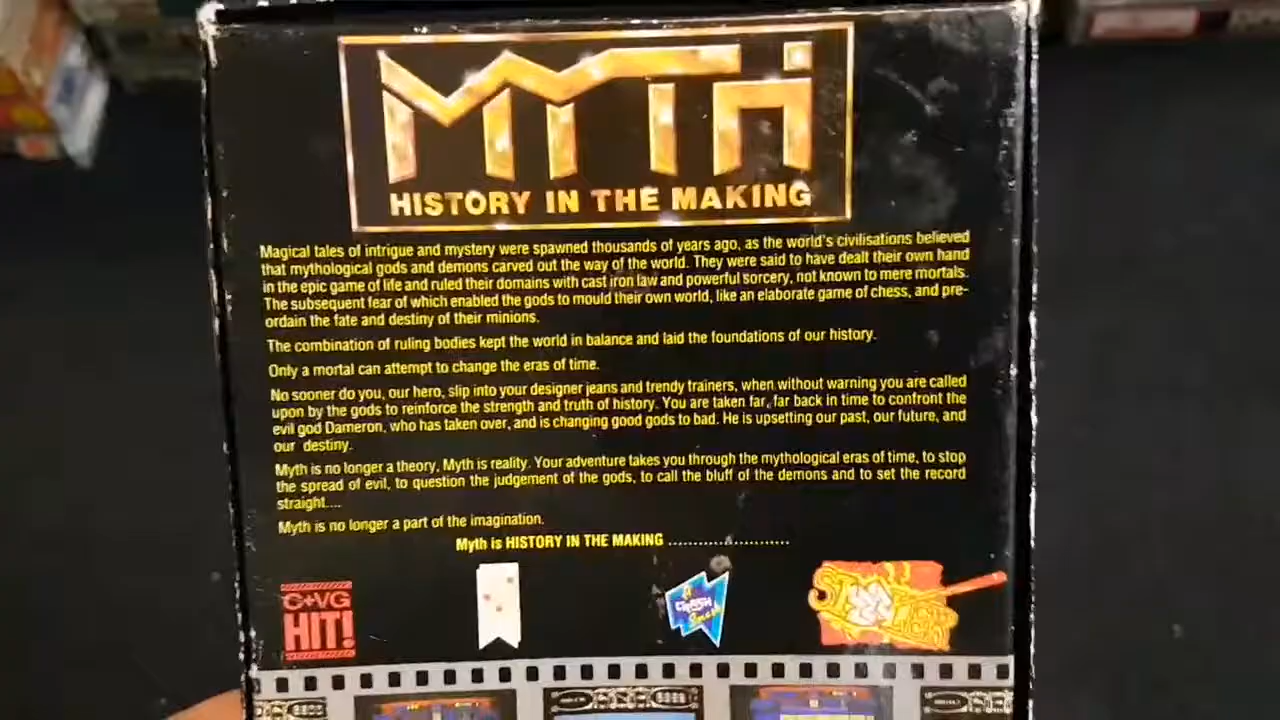 MYTH
HISTORY IN THE MAKING
Magical tales of intrigue and mystery were spawned thousands of years ago, as the world's civilisations believed
that mythological gods and demons carved out the way of the world. They were said to have dealt their own hand
in the epic game of life and ruled their domains with cast iron law and powerful sorcery, not known to mere mortals.
The subsequent fear of which enabled the gods to mould their own world, like an elaborate game of chess, and pre-
ordain the fate and destiny of their minions.
The combination of ruling bodies kept the world in balance and laid the foundations of our history.
Only a mortal can attempt to change the eras of time.
No sooner do you, our hero, slip into your designer jeans and trendy trainers, when without warning you are called
upon by the gods to reinforce the strength and truth of history. You are taken far, far back in time to confront the
evil god Dameron, who has taken over, and is changing good gods to bad. He is upsetting our past, our future, and
our destiny.
Myth is no longer a theory, Myth is reality. Your adventure takes you through the mythological eras of time, to stop
the spread of evil, to question the judgement of the gods, to call the bluff of the demons and to set the record
straight....
Myth is no longer a part of the imagination.
Myth is HISTORY IN THE MAKING ........................
C+VG
HIT!
A
CRASH
Smash